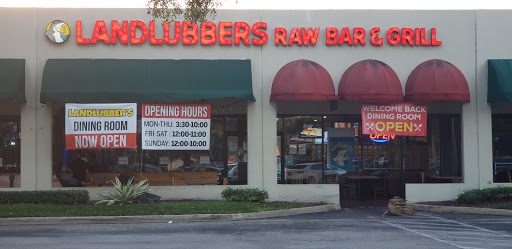 LANDLUBBERS RAW BAR & GRILL
LANDLUBBER'S
DINING ROOM
NOW OPEN
OPENING HOURS
MON-THU: 3:30-10:00
FRI-SAT: 12:00-11:00
SUNDAY: 12:00-10:00
WELCOME BACK
DINING ROOM
OPEN
OPEN